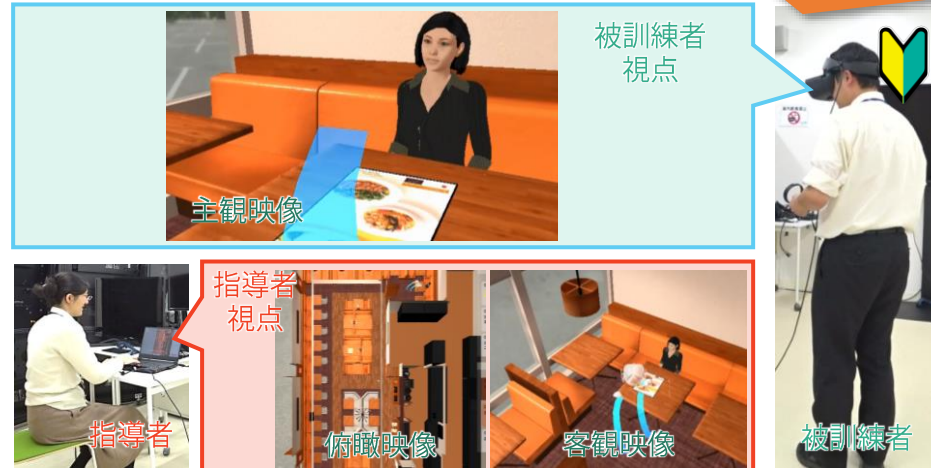 被訓練者
視点
主観映像
指導者
視点
指導者
俯瞰映像
客観映像
被訓練者